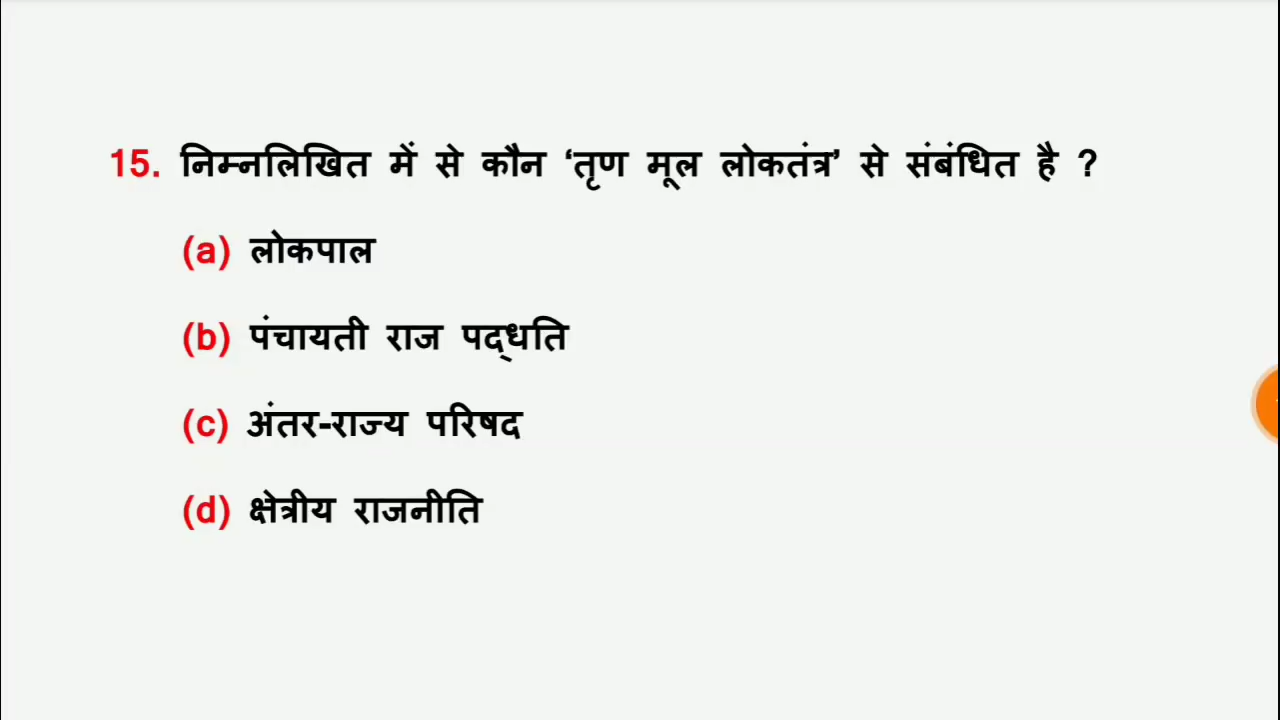 15. निम्नलिखित में से कौन ‘तृण मूल लोकतंत्र’ से संबंधित है ?
(a) लोकपाल
(b) पंचायती राज पद्धति
(c) अंतर-राज्य परिषद
(d) क्षेत्रीय राजनीति